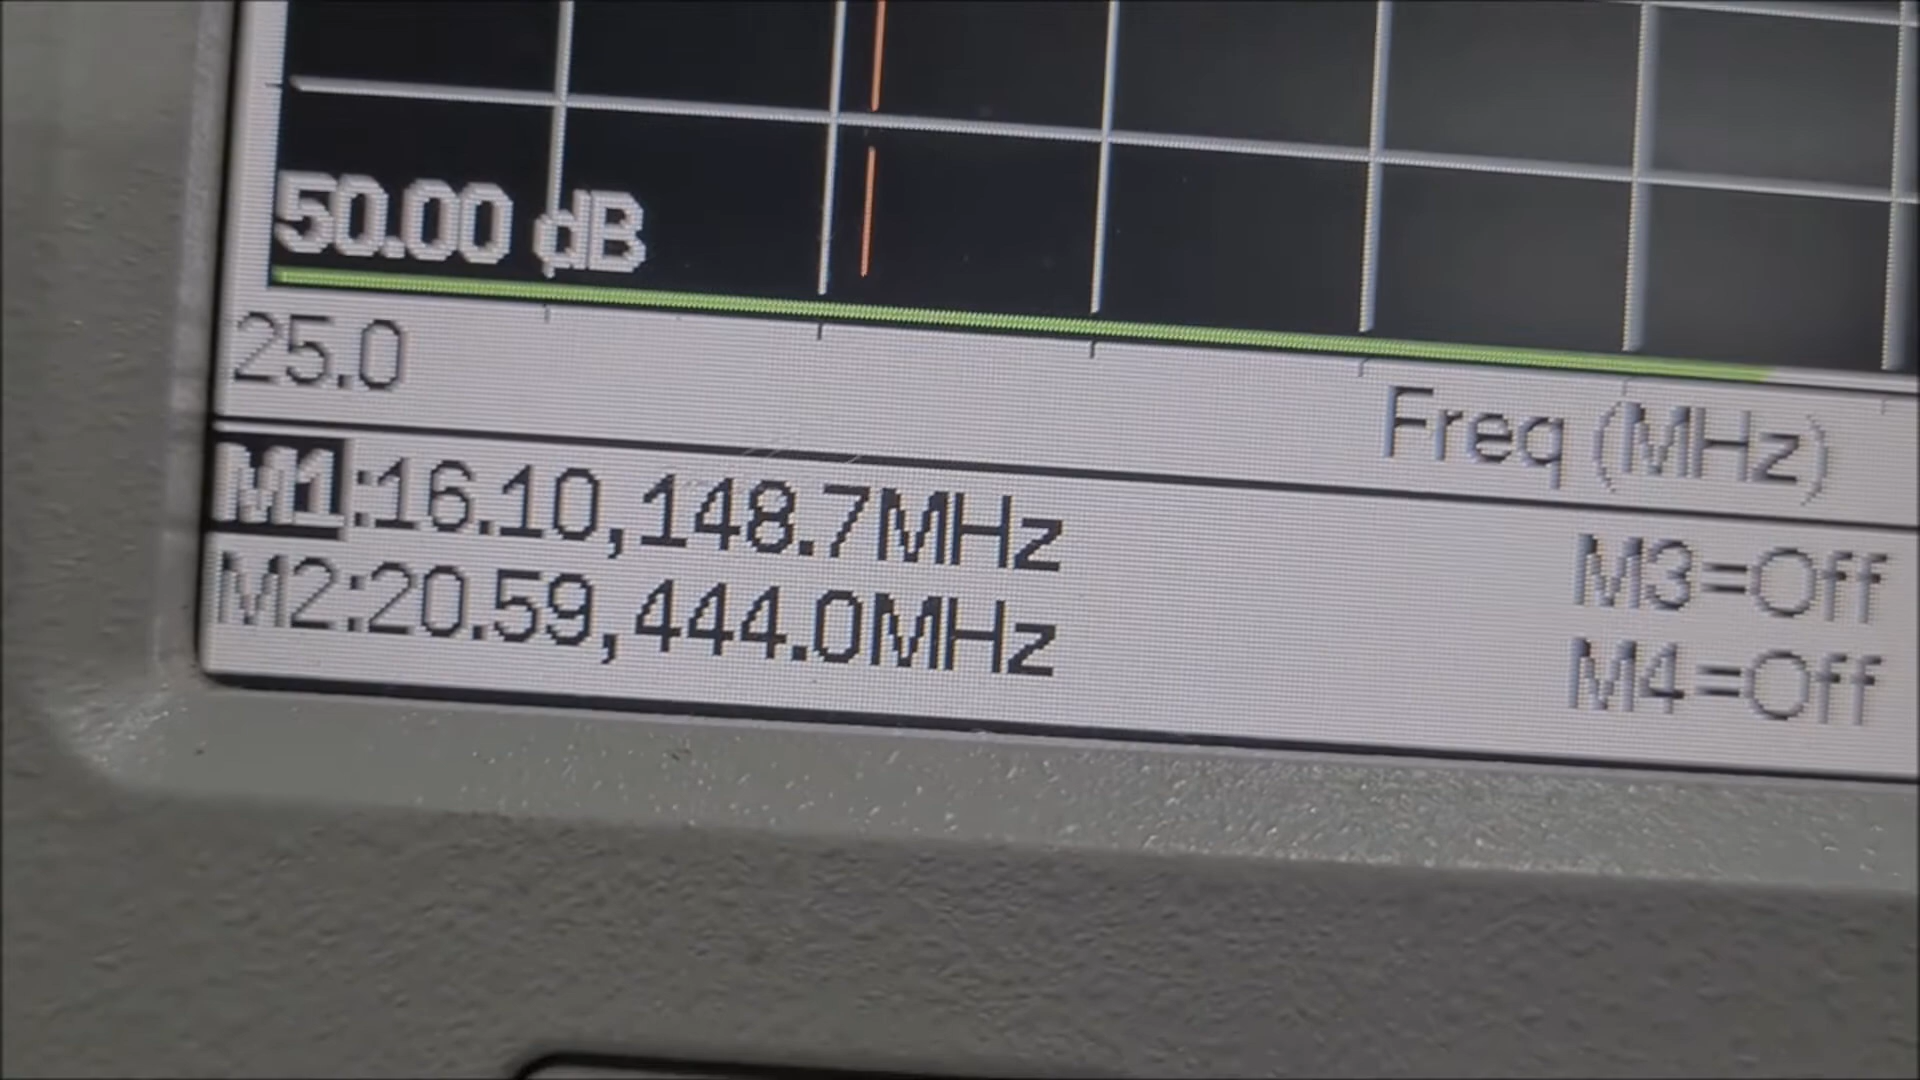 50.00 dB
25.0
Freq (MHz)
M1:16.10,148.7MHz
M3=Off
M2:20.59,444.0MHz
M4=Off